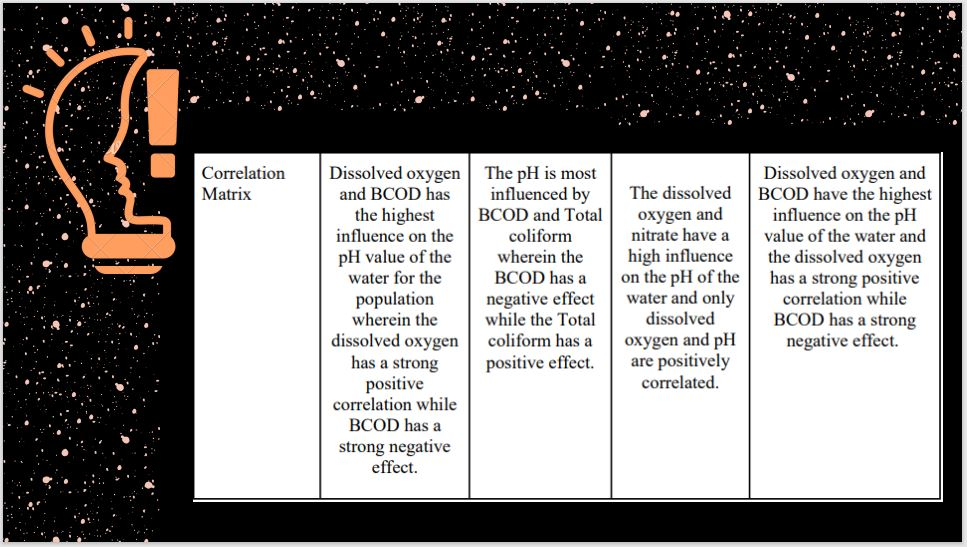 Correlation
Matrix
Dissolved oxygen
and BCOD has
the highest
influence on the
pH value of the
water for the
population
wherein the
dissolved oxygen
has a strong
positive
correlation while
BCOD has a
strong negative
effect.
The pH is most
influenced by
BCOD and Total
coliform
wherein the
BCOD has a
negative effect
while the Total
coliform has a
positive effect.
The dissolved
oxygen and
nitrate have a
high influence
on the pH of the
water and only
dissolved
oxygen and pH
are positively
correlated.
Dissolved oxygen and
BCOD have the highest
influence on the pH
value of the water and
the dissolved oxygen
has a strong positive
correlation while
BCOD has a strong
negative effect.